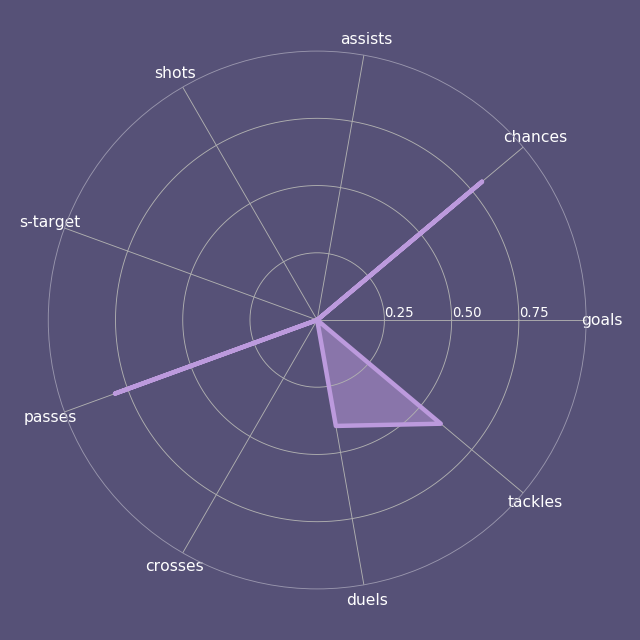 assists
shots
chances
s-target
0.25
0.50
0.75
goals
passes
tackles
crosses
duels